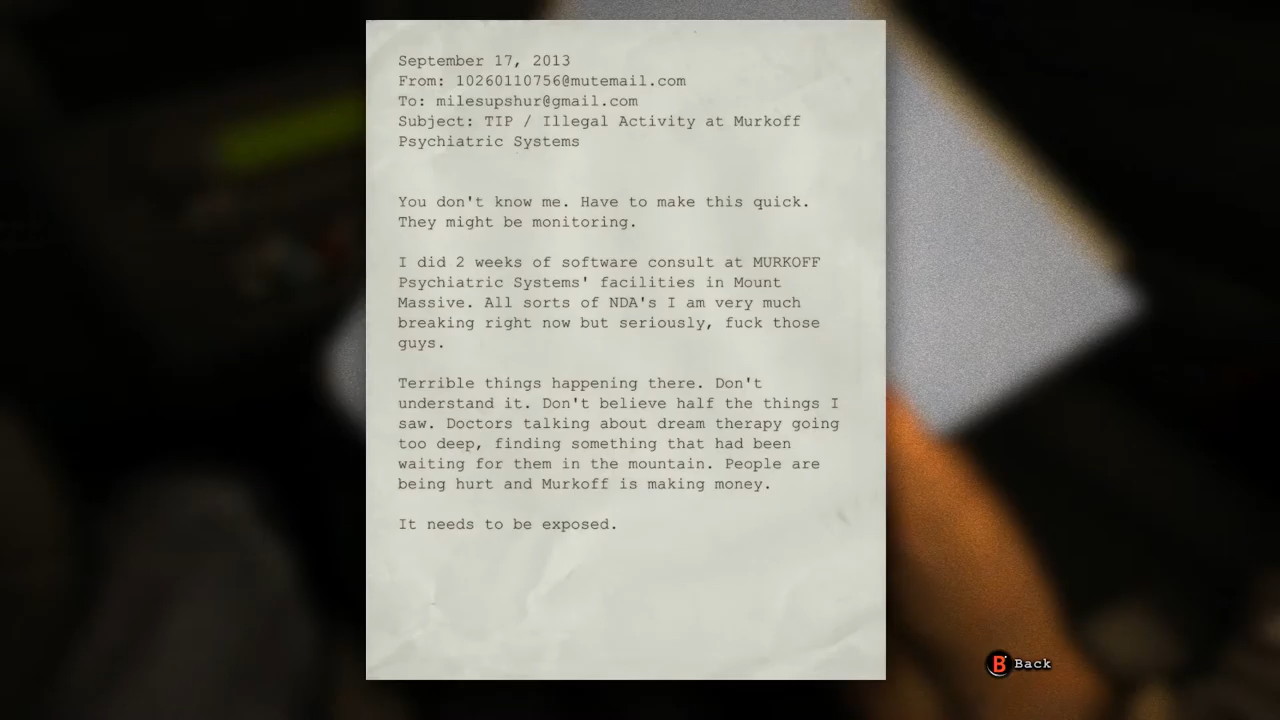 September 17, 2013
From: 10260110756@mutemail.com
To: milesupshur@gmail.com
Subject: TIP / Illegal Activity at Murkoff
Psychiatric Systems
You don't know me. Have to make this quick.
They might be monitoring.
I did 2 weeks of software consult at MURKOFF
Psychiatric Systems' facilities in Mount
Massive. All sorts of NDA's I am very much
breaking right now but seriously, fuck those
guys.
Terrible things happening there. Don't
understand it. Don't believe half the things I
saw. Doctors talking about dream therapy going
too deep, finding something that had been
waiting for them in the mountain. People are
being hurt and Murkoff is making money.
It needs to be exposed.
B Back